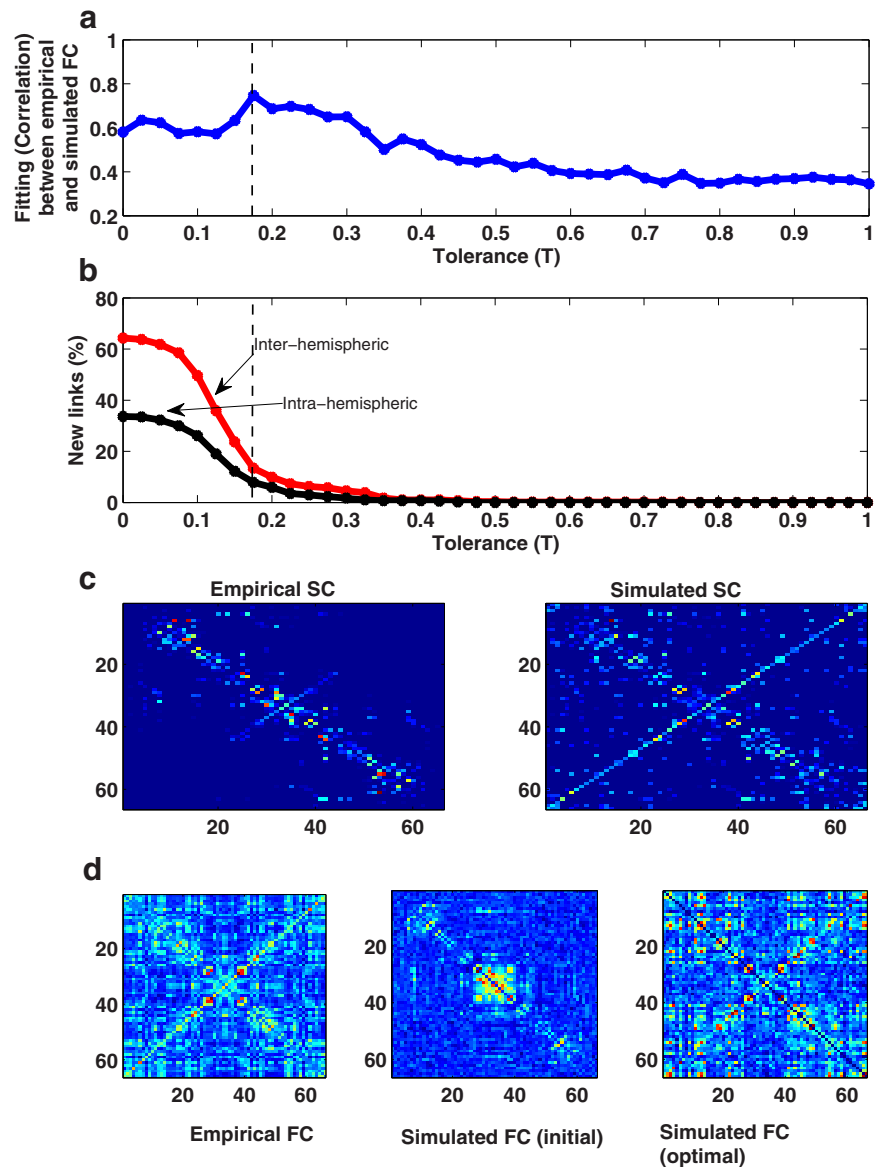 a
Fitting (Correlation)
between empirical
and simulated FC
1
0.8
0.6
0.4
0.2
0 0.1 0.2 0.3 0.4 0.5 0.6 0.7 0.8 0.9 1
Tolerance (T)
b
New links (%)
80
60
40
20
0
Inter-hemispheric
Intra-hemispheric
0 0.1 0.2 0.3 0.4 0.5 0.6 0.7 0.8 0.9 1
Tolerance (T)
c
Empirical SC
20
40
60
20 40 60
Simulated SC
20
40
60
20 40 60
d
20
40
60
20 40 60
Empirical FC
20
40
60
20 40 60
Simulated FC (initial)
20
40
60
20 40 60
Simulated FC
(optimal)